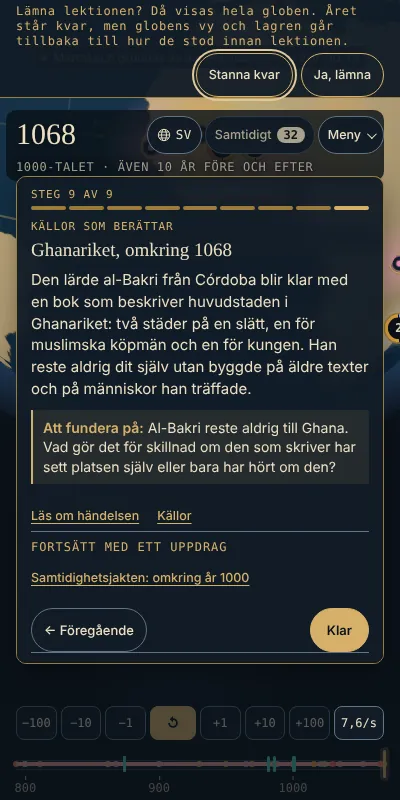 Lämna lektionen? Då visas hela globen. Året
står kvar, men globens vy och lagren går
tillbaka till hur de stod innan lektionen.
Stanna kvar
Ja, lämna
1068
SV
Samtidigt 32
Meny
1000-TALET · ÄVEN 10 ÅR FÖRE OCH EFTER
STEG 9 AV 9
KÄLLOR SOM BERÄTTAR
Ghanariket, omkring 1068
Den lärde al-Bakri från Córdoba blir klar med
en bok som beskriver huvudstaden i
Ghanariket: två städer på en slätt, en för
muslimska köpmän och en för kungen. Han
reste aldrig dit själv utan byggde på äldre texter
och på människor han träffade.
Att fundera på: Al-Bakri reste aldrig till Ghana.
Vad gör det för skillnad om den som skriver har
sett platsen själv eller bara har hört om den?
Läs om händelsen
Källor
FORTSÄTT MED ETT UPPDRAG
Samtidighetsjakten: omkring år 1000
← Föregående
Klar
−100
−10
−1
+1
+10
+100
7,6/s
800
900
1000